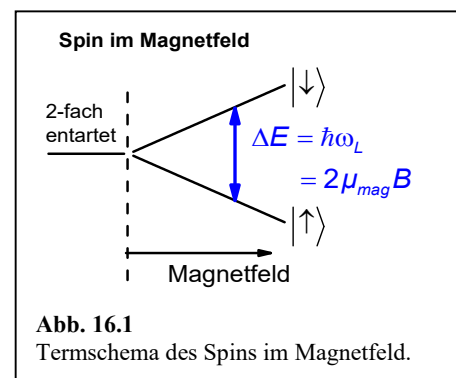 Spin im Magnetfeld
2-fach
entartet
|↓⟩
ΔE = ℏω_L
= 2μ_mag B
|↑⟩
Magnetfeld
Abb. 16.1
Termschema des Spins im Magnetfeld.